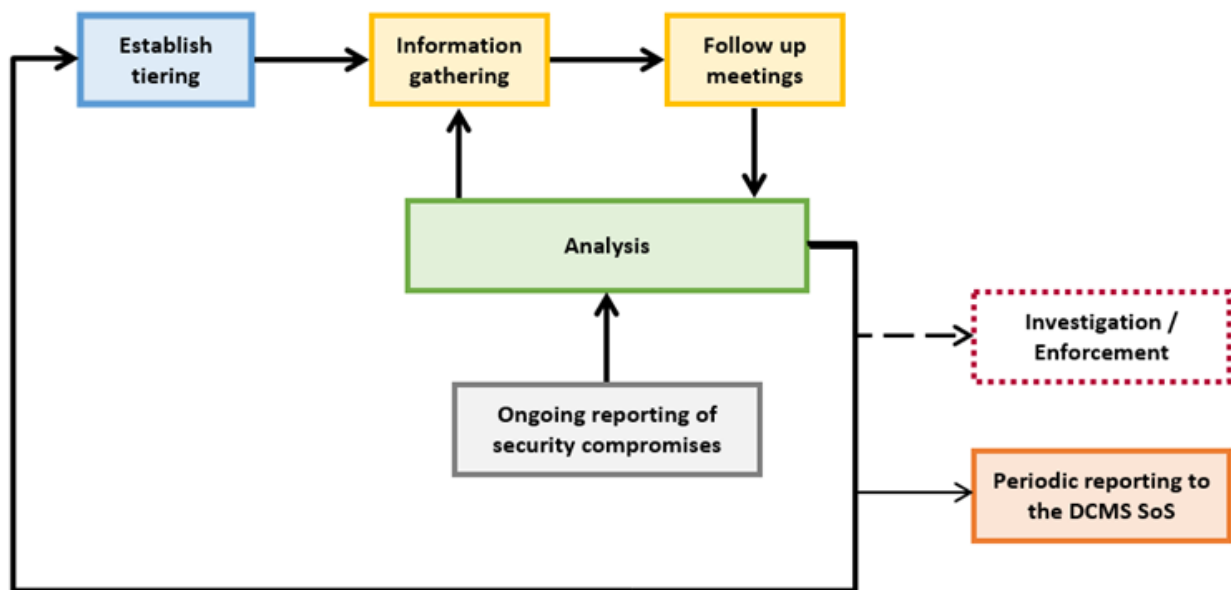 Establish
tiering
Information
gathering
Follow up
meetings
Analysis
Investigation /
Enforcement
Ongoing reporting of
security compromises
Periodic reporting to
the DCMS SoS